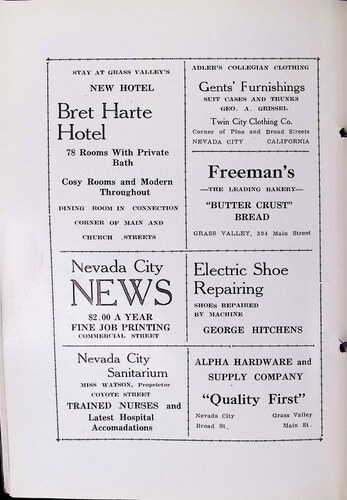 STAY AT GRASS VALLEY'S
NEW HOTEL
Bret Harte
Hotel
78 Rooms With Private
Bath
Cosy Rooms and Modern
Throughout
DINING ROOM IN CONNECTION
CORNER OF MAIN AND
CHURCH STREETS
ADLER'S COLLEGIAN CLOTHING
Gents' Furnishings
SUIT CASES AND TRUNKS
GEO. A. GRISSEL
Twin City Clothing Co.
Corner of Pine and Broad Streets
NEVADA CITY CALIFORNIA
Freeman's
—THE LEADING BAKERY—
"BUTTER CRUST"
BREAD
GRASS VALLEY, 204 Main Street
Nevada City
NEWS
$2.00 A YEAR
FINE JOB PRINTING
COMMERCIAL STREET
Electric Shoe
Repairing
SHOES REPAIRED
BY MACHINE
GEORGE HITCHENS
Nevada City
Sanitarium
MISS WATSON, Proprietor
COYOTE STREET
TRAINED NURSES and
Latest Hospital
Accomadations
ALPHA HARDWARE and
SUPPLY COMPANY
"Quality First"
Nevada City Grass Valley
Broad St. Main St.